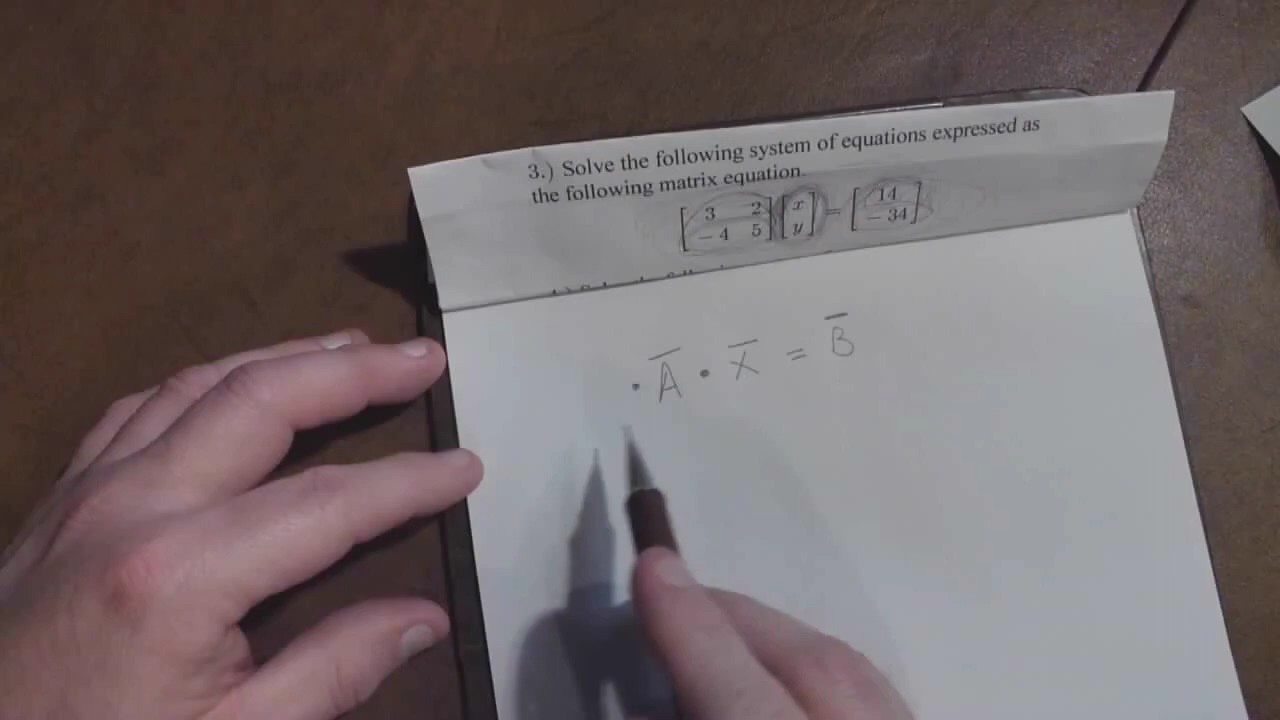 3.) Solve the following system of equations expressed as
the following matrix equation.
[ 3 2 ] [ x ] = [ 14 ]
[ -4 5 ] [ y ] [ -34 ]
• A̅ • X̅ = B̅